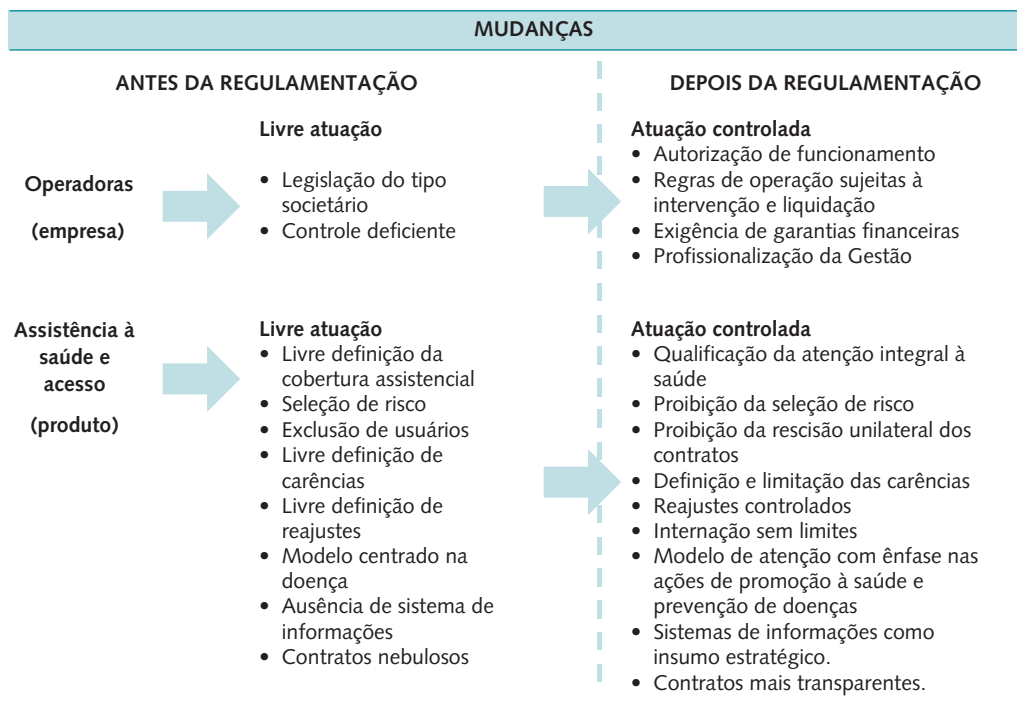 MUDANÇAS
ANTES DA REGULAMENTAÇÃO
DEPOIS DA REGULAMENTAÇÃO
Operadoras
(empresa)
Livre atuação
• Legislação do tipo
societário
• Controle deficiente
Atuação controlada
• Autorização de funcionamento
• Regras de operação sujeitas à
intervenção e liquidação
• Exigência de garantias financeiras
• Profissionalização da Gestão
Assistência à
saúde e
acesso
(produto)
Livre atuação
• Livre definição da
cobertura assistencial
• Seleção de risco
• Exclusão de usuários
• Livre definição de
carências
• Livre definição de
reajustes
• Modelo centrado na
doença
• Ausência de sistema de
informações
• Contratos nebulosos
Atuação controlada
• Qualificação da atenção integral à
saúde
• Proibição da seleção de risco
• Proibição da rescisão unilateral dos
contratos
• Definição e limitação das carências
• Reajustes controlados
• Internação sem limites
• Modelo de atenção com ênfase nas
ações de promoção à saúde e
prevenção de doenças
• Sistemas de informações como
insumo estratégico.
• Contratos mais transparentes.